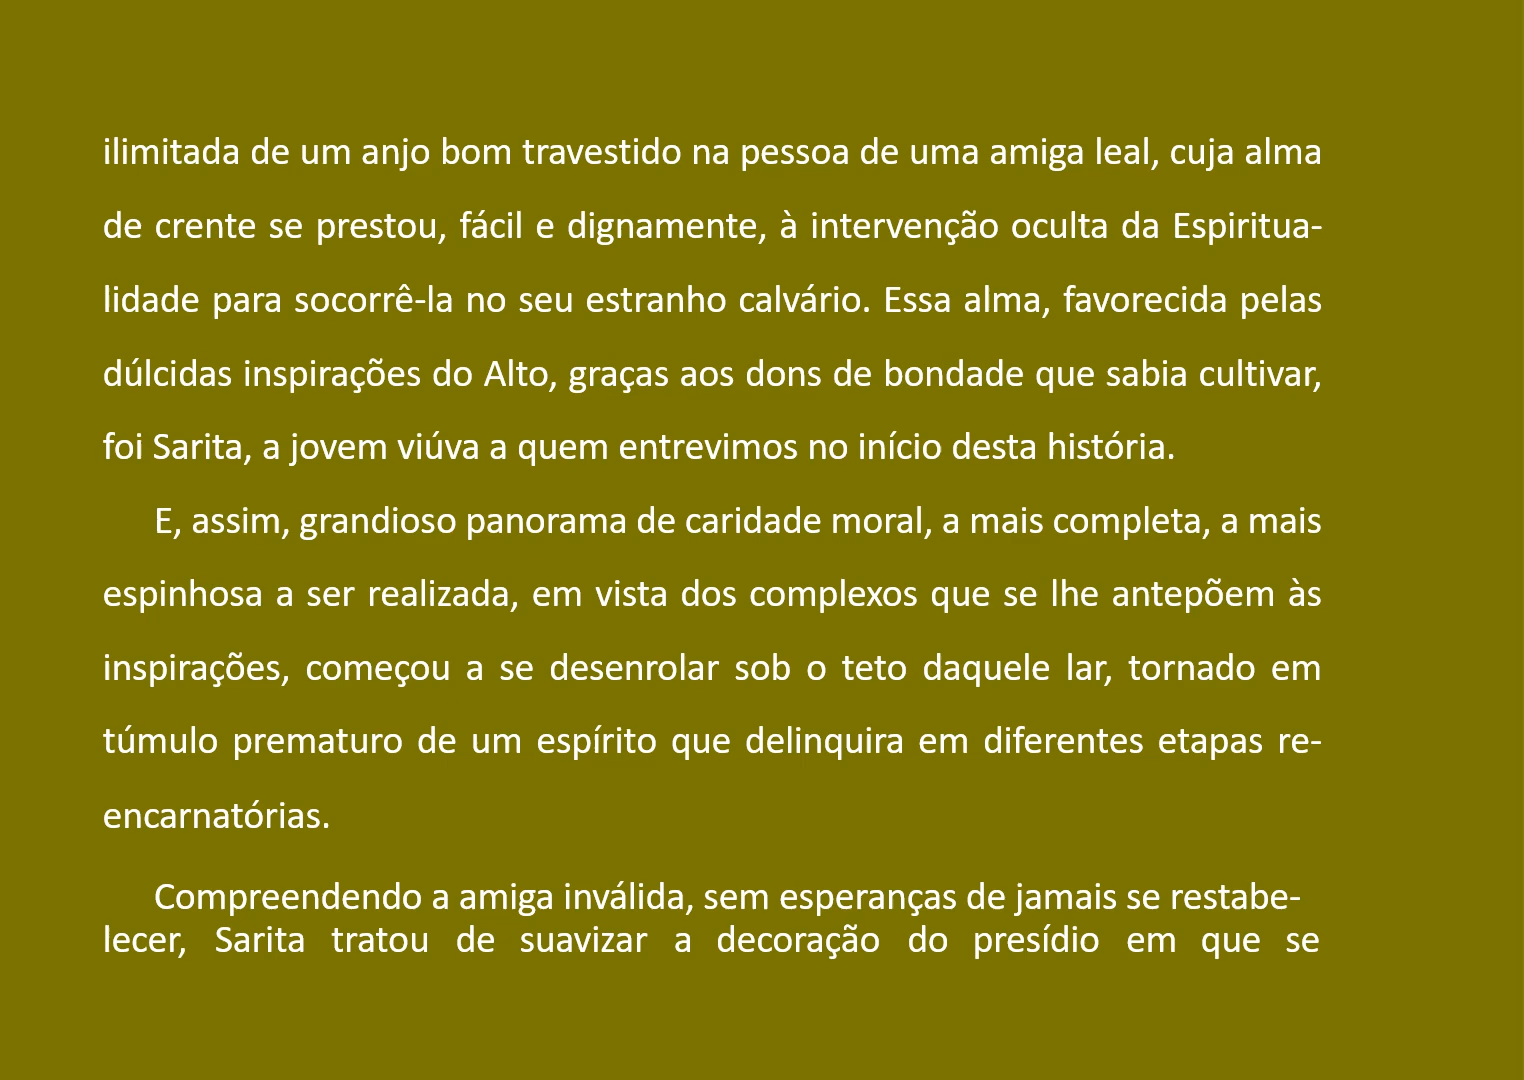 ilimitada de um anjo bom travestido na pessoa de uma amiga leal, cuja alma
de crente se prestou, fácil e dignamente, à intervenção oculta da Espiritua-
lidade para socorrê-la no seu estranho calvário. Essa alma, favorecida pelas
dúlcidas inspirações do Alto, graças aos dons de bondade que sabia cultivar,
foi Sarita, a jovem viúva a quem entrevimos no início desta história.
E, assim, grandioso panorama de caridade moral, a mais completa, a mais
espinhosa a ser realizada, em vista dos complexos que se lhe antepõem às
inspirações, começou a se desenrolar sob o teto daquele lar, tornado em
túmulo prematuro de um espírito que delinquira em diferentes etapas re-
encarnatórias.
Compreendendo a amiga inválida, sem esperanças de jamais se restabe-
lecer, Sarita tratou de suavizar a decoração do presídio em que se